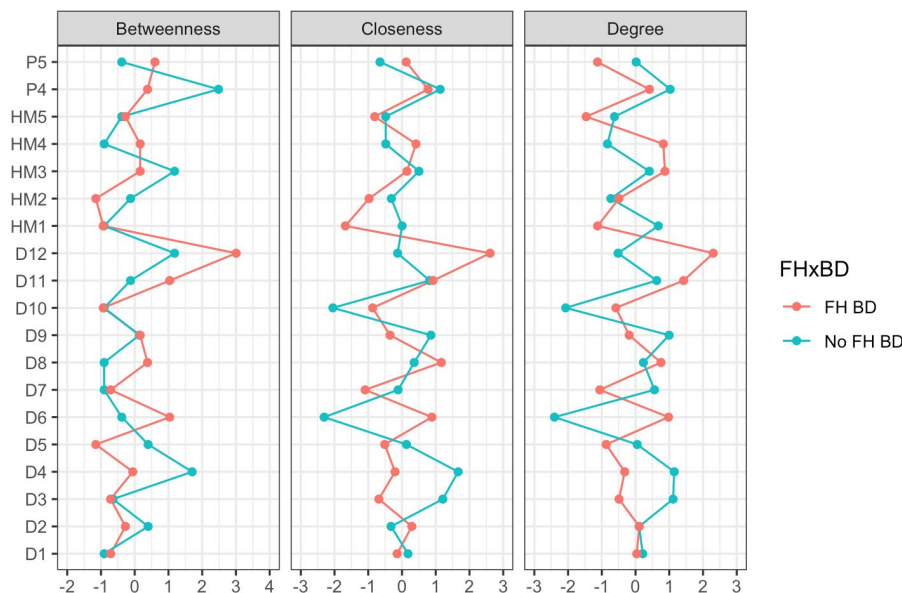 Betweenness Closeness Degree
P5
P4
HM5
HM4
HM3
HM2
HM1
D12
D11
D10
D9
D8
D7
D6
D5
D4
D3
D2
D1
-2 -1 0 1 2 3 4 -3 -2 -1 0 1 2 3 -3 -2 -1 0 1 2 3
FHxBD
FH BD
No FH BD